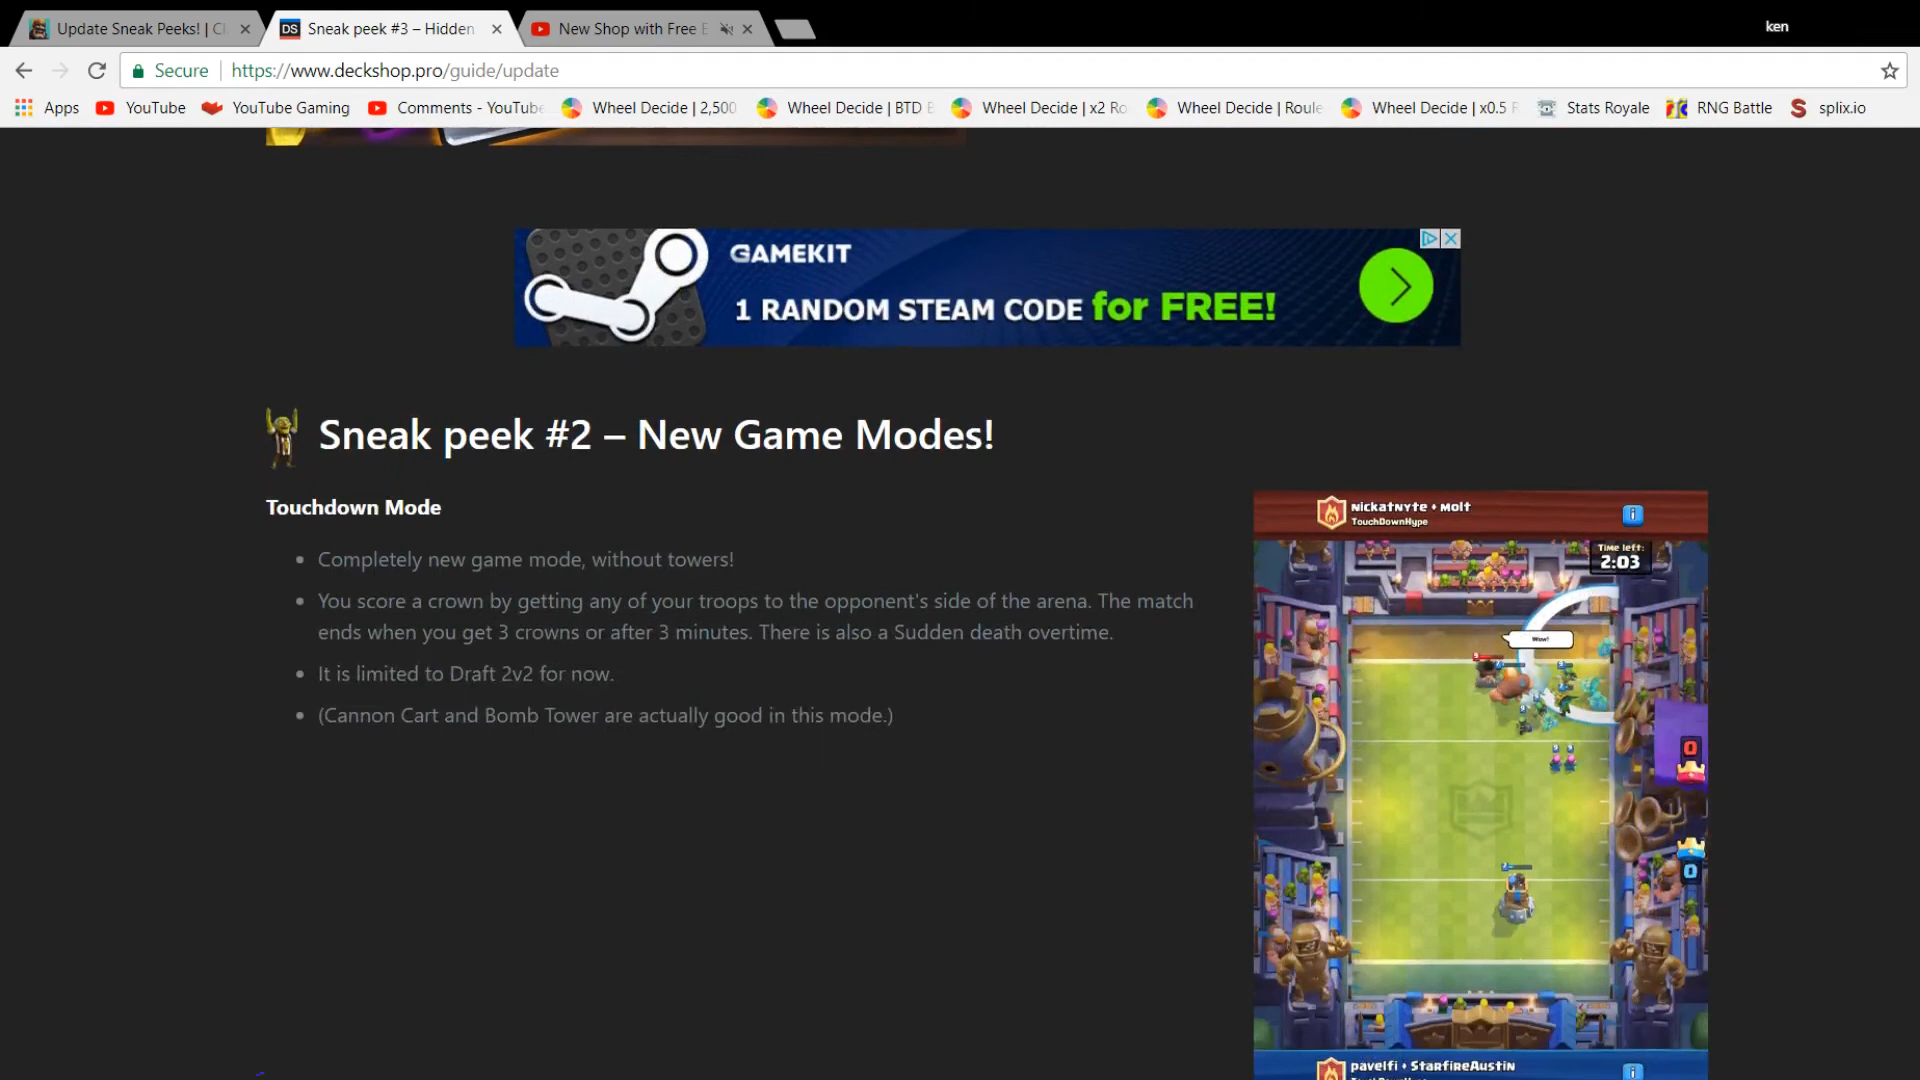 Update Sneak Peeks! | Cl
Sneak peek #3 – Hidden
New Shop with Free E
ken
Secure
https://www.deckshop.pro/guide/update
Apps
YouTube
YouTube Gaming
Comments - YouTube
Wheel Decide | 2,500
Wheel Decide | BTD B
Wheel Decide | x2 Ro
Wheel Decide | Roule
Wheel Decide | x0.5 R
Stats Royale
RNG Battle
splix.io
DS
GAMEKIT
1 RANDOM STEAM CODE for FREE!
Sneak peek #2 – New Game Modes!
Touchdown Mode
Completely new game mode, without towers!
You score a crown by getting any of your troops to the opponent's side of the arena. The match
ends when you get 3 crowns or after 3 minutes. There is also a Sudden death overtime.
It is limited to Draft 2v2 for now.
(Cannon Cart and Bomb Tower are actually good in this mode.)
Nickatnyte + Molt
TouchDownHype
Time left:
2:03
Wow!
0
0
pavelfi + StarfireAustin